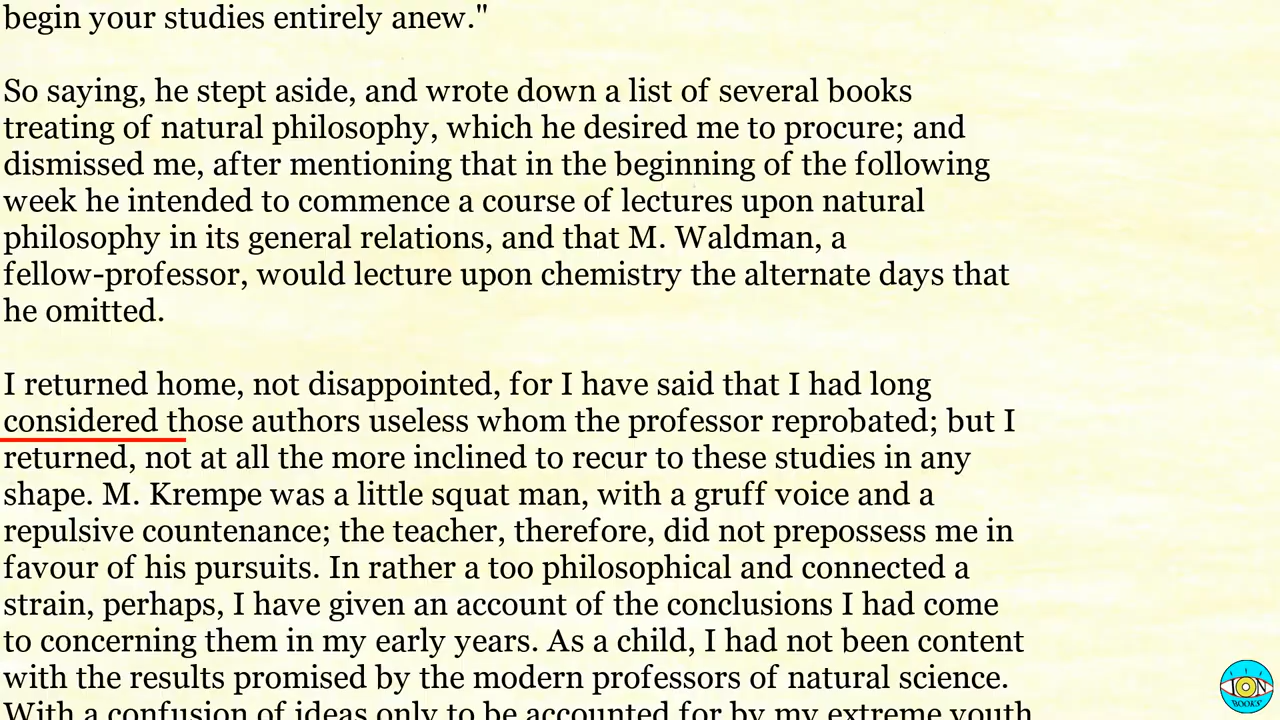 begin your studies entirely anew."
So saying, he stept aside, and wrote down a list of several books
treating of natural philosophy, which he desired me to procure; and
dismissed me, after mentioning that in the beginning of the following
week he intended to commence a course of lectures upon natural
philosophy in its general relations, and that M. Waldman, a
fellow-professor, would lecture upon chemistry the alternate days that
he omitted.
I returned home, not disappointed, for I have said that I had long
considered those authors useless whom the professor reprobated; but I
returned, not at all the more inclined to recur to these studies in any
shape. M. Krempe was a little squat man, with a gruff voice and a
repulsive countenance; the teacher, therefore, did not prepossess me in
favour of his pursuits. In rather a too philosophical and connected a
strain, perhaps, I have given an account of the conclusions I had come
to concerning them in my early years. As a child, I had not been content
with the results promised by the modern professors of natural science.
With a confusion of ideas only to be accounted for by my extreme youth
ION
BOOKS